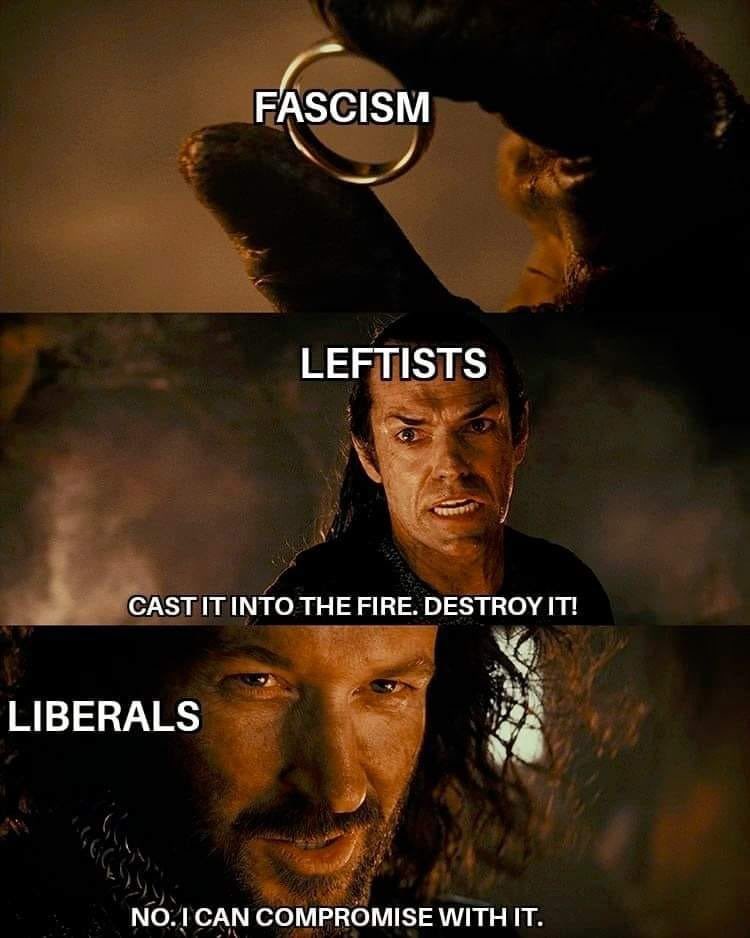 FASCISM
LEFTISTS
CAST IT INTO THE FIRE. DESTROY IT!
LIBERALS
NO. I CAN COMPROMISE WITH IT.